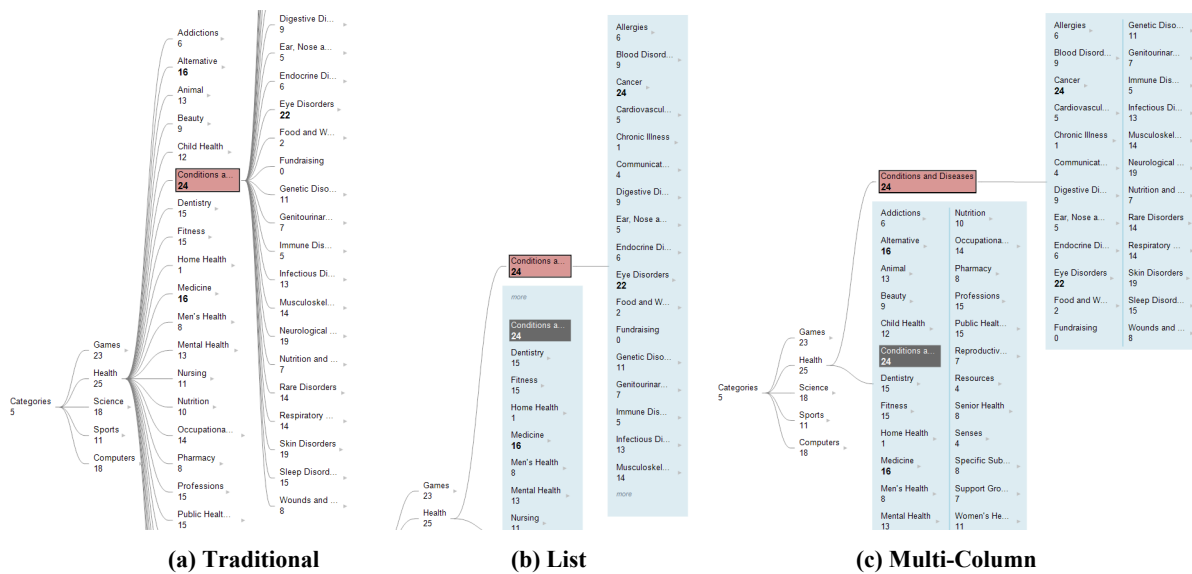 Addictions
6
Alternative
16
Animal
13
Beauty
9
Child Health
12
Conditions a...
24
Dentistry
15
Fitness
15
Home Health
1
Medicine
16
Men's Health
8
Mental Health
13
Nursing
11
Nutrition
10
Occupationa...
14
Pharmacy
8
Professions
15
Public Healt...
15
Games
23
Health
25
Science
18
Sports
11
Computers
18
Categories
5
Digestive Di...
9
Ear, Nose a...
5
Endocrine Di...
6
Eye Disorders
22
Food and W...
2
Fundraising
0
Genetic Diso...
11
Genitourinar...
7
Immune Dis...
5
Infectious Di...
13
Musculoskel...
14
Neurological ...
19
Nutrition and ...
7
Rare Disorders
14
Respiratory ...
14
Skin Disorders
19
Sleep Disord...
15
Wounds and ...
8
(a) Traditional
Conditions a...
24
more
Conditions a...
24
Dentistry
15
Fitness
15
Home Health
1
Medicine
16
Men's Health
8
Mental Health
13
Nursing
11
Games
23
Health
25
Allergies
6
Blood Disord...
9
Cancer
24
Cardiovascul...
5
Chronic Illness
1
Communicat...
4
Digestive Di...
9
Ear, Nose a...
5
Endocrine Di...
6
Eye Disorders
22
Food and W...
2
Fundraising
0
Genetic Diso...
11
Genitourinar...
7
Immune Dis...
5
Infectious Di...
13
Musculoskel...
14
more
(b) List
Categories
5
Games
23
Health
25
Science
18
Sports
11
Computers
18
Conditions and Diseases
24
Addictions
6
Alternative
16
Animal
13
Beauty
9
Child Health
12
Conditions a...
24
Dentistry
15
Fitness
15
Home Health
1
Medicine
16
Men's Health
8
Mental Health
13
Nutrition
10
Occupationa...
14
Pharmacy
8
Professions
15
Public Healt...
15
Reproductiv...
7
Resources
4
Senior Health
8
Senses
4
Specific Sub...
8
Support Gro...
7
Women's He...
11
Allergies
6
Blood Disord...
9
Cancer
24
Cardiovascul...
5
Chronic Illness
1
Communicat...
4
Digestive Di...
9
Ear, Nose a...
5
Endocrine Di...
6
Eye Disorders
22
Food and W...
2
Fundraising
0
Genetic Diso...
11
Genitourinar...
7
Immune Dis...
5
Infectious Di...
13
Musculoskel...
14
Neurological ...
19
Nutrition and ...
7
Rare Disorders
14
Respiratory ...
14
Skin Disorders
19
Sleep Disord...
15
Wounds and ...
8
(c) Multi-Column